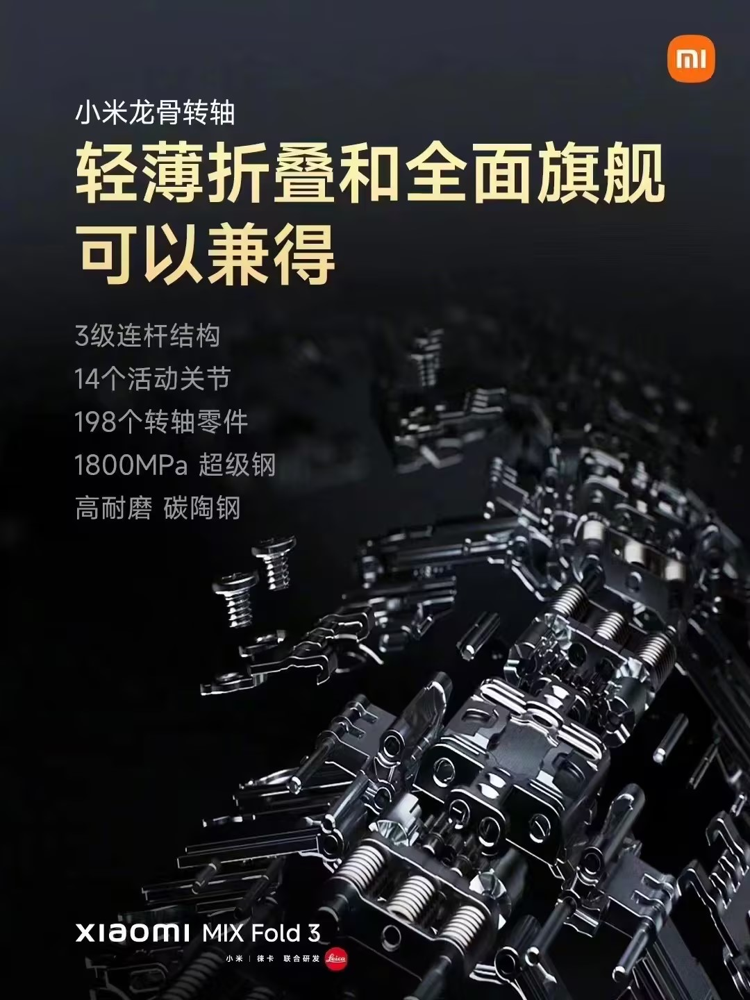 mi
小米龙骨转轴
轻薄折叠和全面旗舰
可以兼得
3级连杆结构
14个活动关节
198个转轴零件
1800MPa 超级钢
高耐磨 碳陶钢
xiaomi MIX Fold 3
小米 | 徕卡 联合研发 Leica